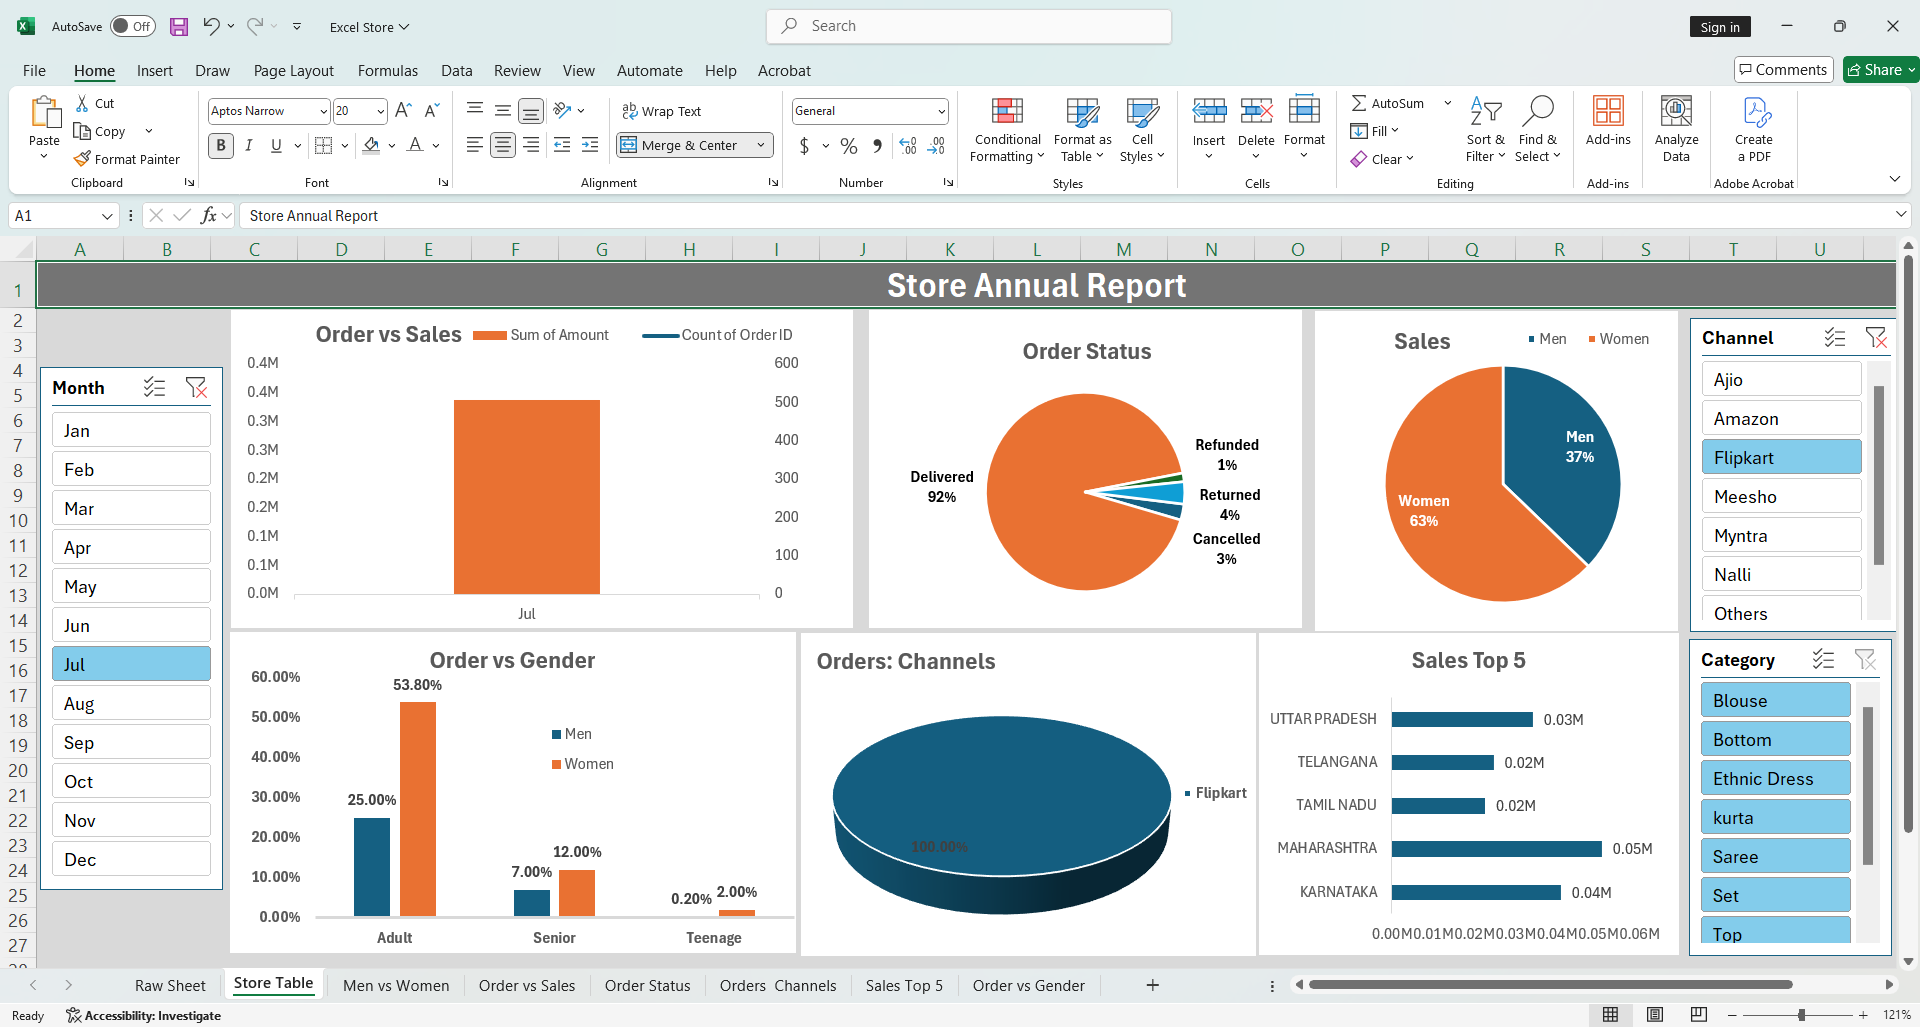 AutoSave Off Excel Store Search Sign in
File Home Insert Draw Page Layout Formulas Data Review View Automate Help Acrobat Comments Share
Paste Cut Copy Format Painter Clipboard
Aptos Narrow 20 B I U A Font
Wrap Text Merge & Center Alignment
General $ % Number
Conditional Formatting Format as Table Cell Styles Styles
Insert Delete Format Cells
AutoSum Fill Clear Sort & Filter Find & Select Editing
Add-ins Add-ins
Analyze Data
Create a PDF Adobe Acrobat
A1 fx Store Annual Report
A B C D E F G H I J K L M N O P Q R S T U
1
2
3
4
5
6
7
8
9
10
11
12
13
14
15
16
17
18
19
20
21
22
23
24
25
26
27
Store Annual Report
Month
Jan
Feb
Mar
Apr
May
Jun
Jul
Aug
Sep
Oct
Nov
Dec
Order vs Sales Sum of Amount Count of Order ID
0.4M 600
0.4M 500
0.3M 400
0.3M 300
0.2M 200
0.2M 100
0.1M 0
0.1M
0.0M
Jul
Order Status
Delivered
92%
Refunded
1%
Returned
4%
Cancelled
3%
Sales Men Women
Men
37%
Women
63%
Channel
Ajio
Amazon
Flipkart
Meesho
Myntra
Nalli
Others
Order vs Gender
60.00%
50.00%
40.00%
30.00%
20.00%
10.00%
0.00%
53.80%
25.00%
Men
Women
7.00% 12.00%
0.20% 2.00%
Adult Senior Teenage
Orders: Channels
100.00%
Flipkart
Sales Top 5
UTTAR PRADESH 0.03M
TELANGANA 0.02M
TAMIL NADU 0.02M
MAHARASHTRA 0.05M
KARNATAKA 0.04M
0.00M0.01M0.02M0.03M0.04M0.05M0.06M
Category
Blouse
Bottom
Ethnic Dress
kurta
Saree
Set
Top
Raw Sheet Store Table Men vs Women Order vs Sales Order Status Orders Channels Sales Top 5 Order vs Gender
Ready Accessibility: Investigate 121%